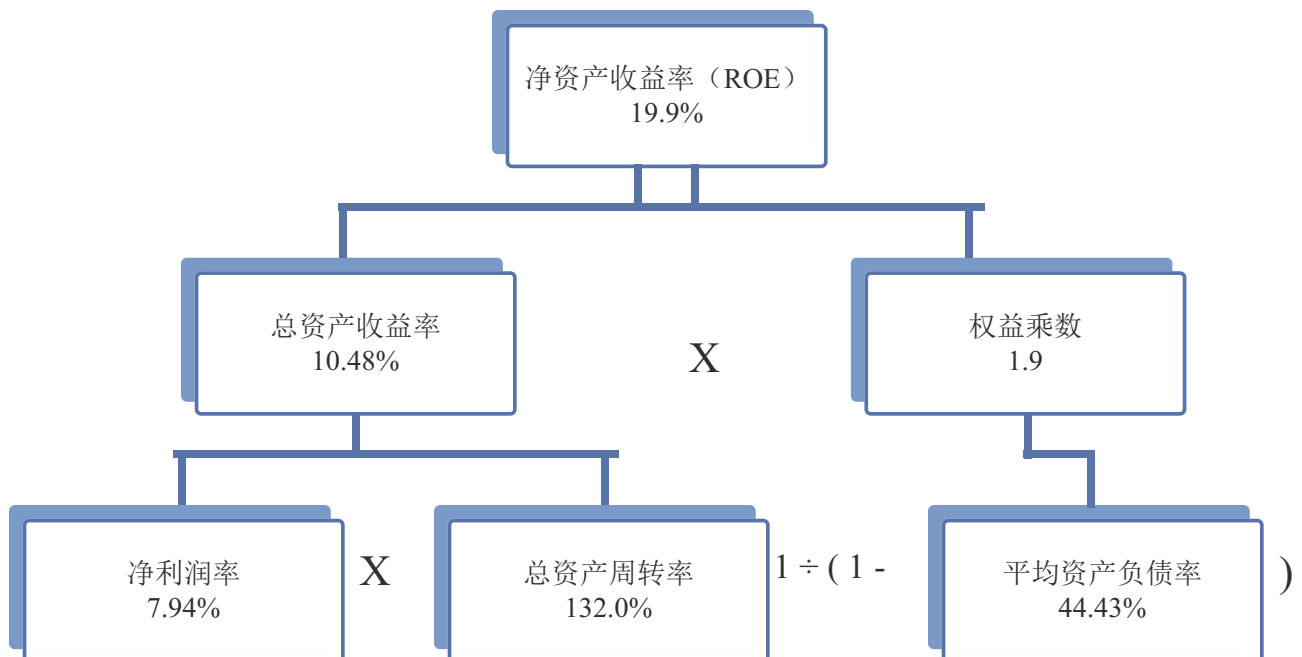 净资产收益率（ROE）
19.9%
总资产收益率
10.48%
X
权益乘数
1.9
净利润率
7.94%
X
总资产周转率
132.0%
1 ÷ ( 1 -
平均资产负债率
44.43%
)